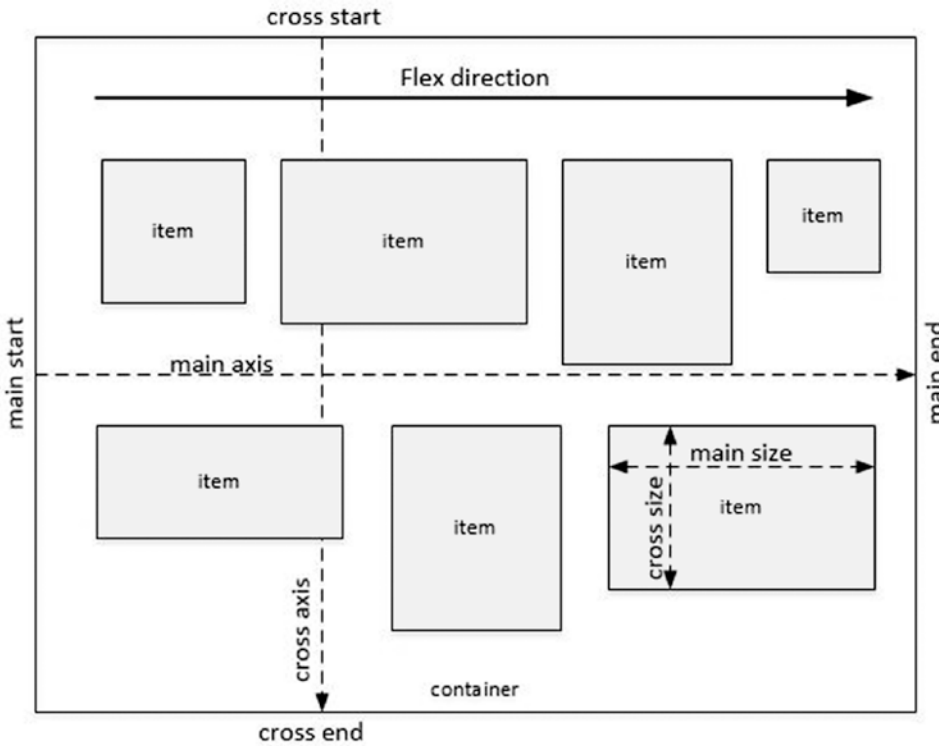 cross start
Flex direction
item
item
item
item
main start
main axis
main end
item
item
main size
cross size
item
cross axis
container
cross end